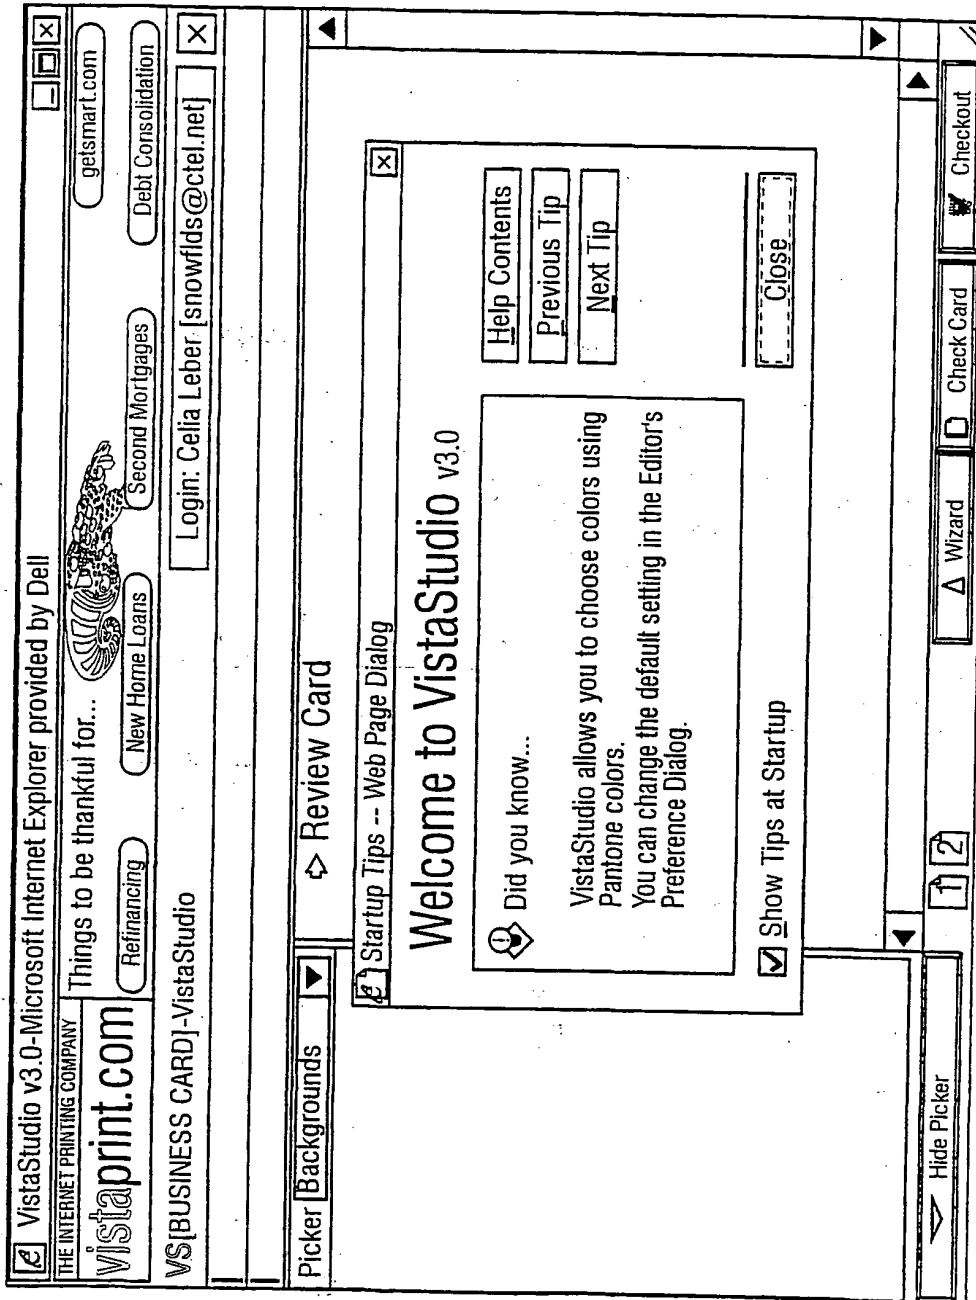 VistaStudio v3.0-Microsoft Internet Explorer provided by Dell
THE INTERNET PRINTING COMPANY
vistaprint.com
Things to be thankful for...
getsmart.com
Refinancing
New Home Loans
Second Mortgages
Debt Consolidation
VS[BUSINESS CARD]-VistaStudio
Login: Celia Leber [snowflds@ctel.net]
Picker Backgrounds
Review Card
Startup Tips -- Web Page Dialog
Welcome to VistaStudio v3.0
Did you know...
VistaStudio allows you to choose colors using
Pantone colors.
You can change the default setting in the Editor's
Preference Dialog.
Help Contents
Previous Tip
Next Tip
Show Tips at Startup
Close
Hide Picker
1 2
Wizard
Check Card
Checkout